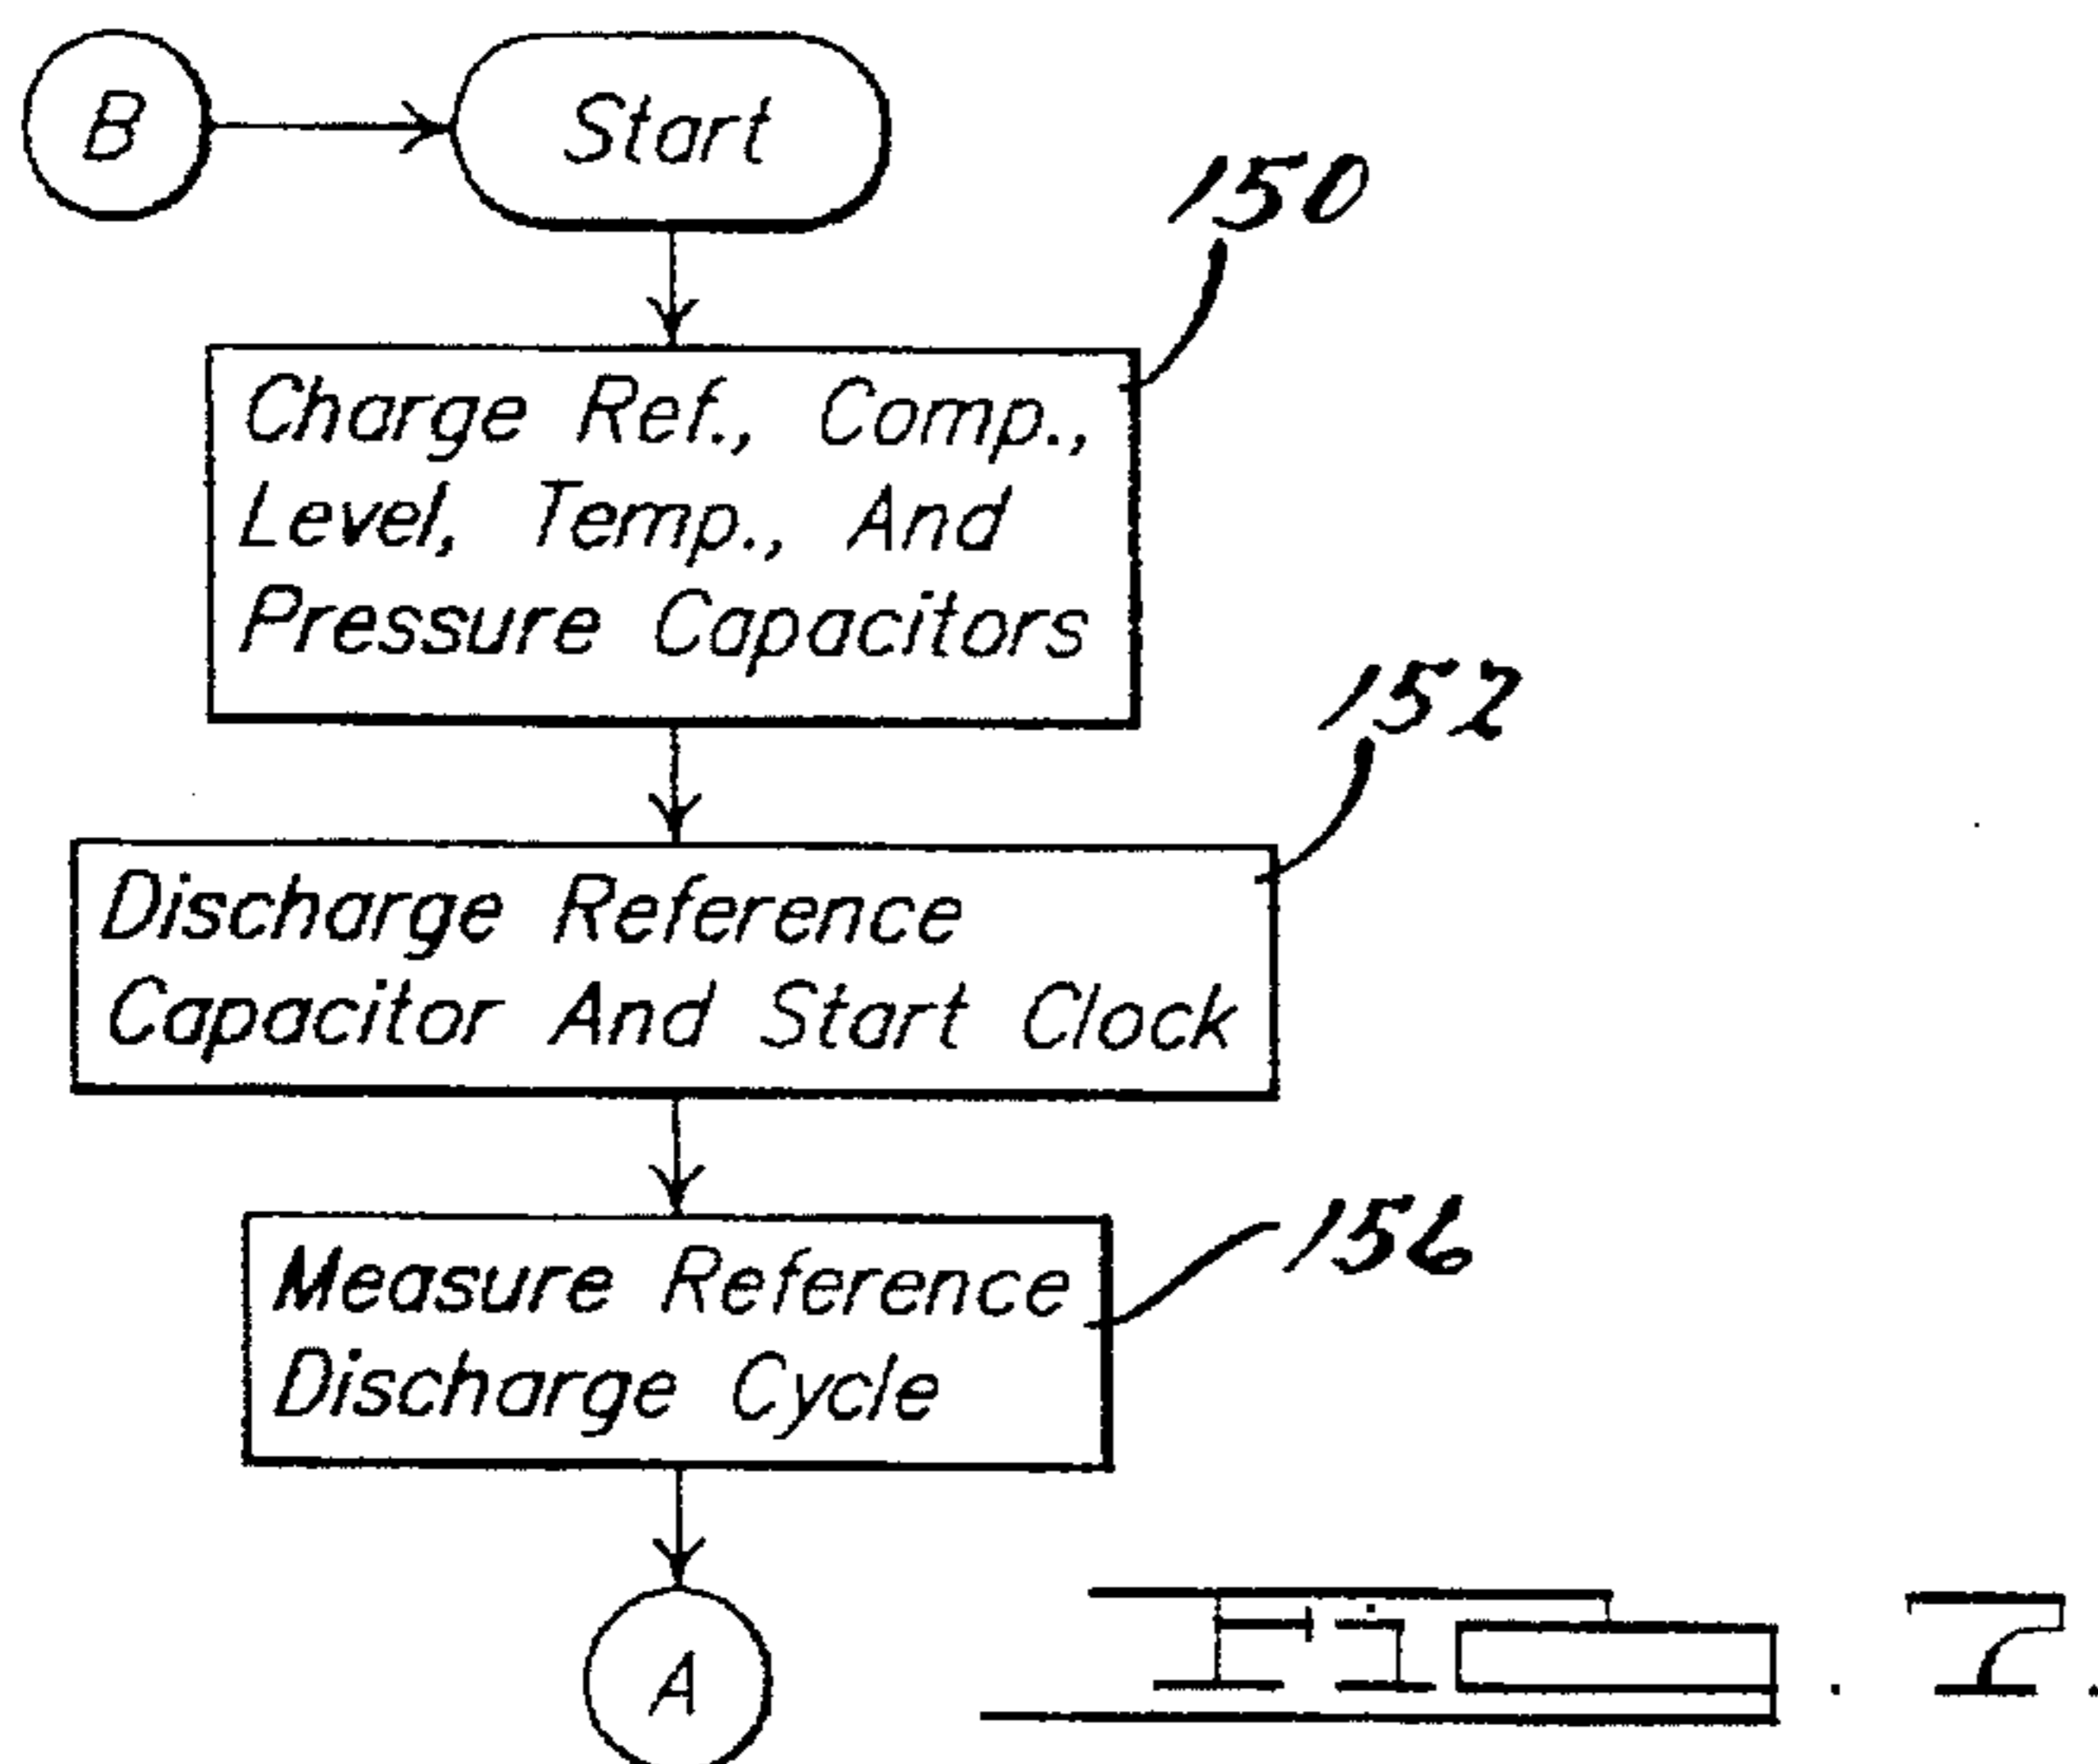 B
Start
150
Charge Ref., Comp.,
Level, Temp., And
Pressure Capacitors
152
Discharge Reference
Capacitor And Start Clock
156
Measure Reference
Discharge Cycle
A
Fig. 7.